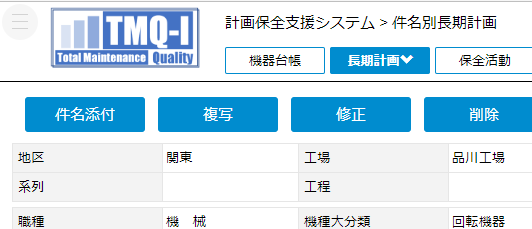 TMQ-I
Total Maintenance Quality
計画保全支援システム > 件名別長期計画
機器台帳 長期計画 保全活動
件名添付 複写 修正 削除
地区 関東 工場 品川工場
系列 工程
職種 機 械 機種大分類 回転機器